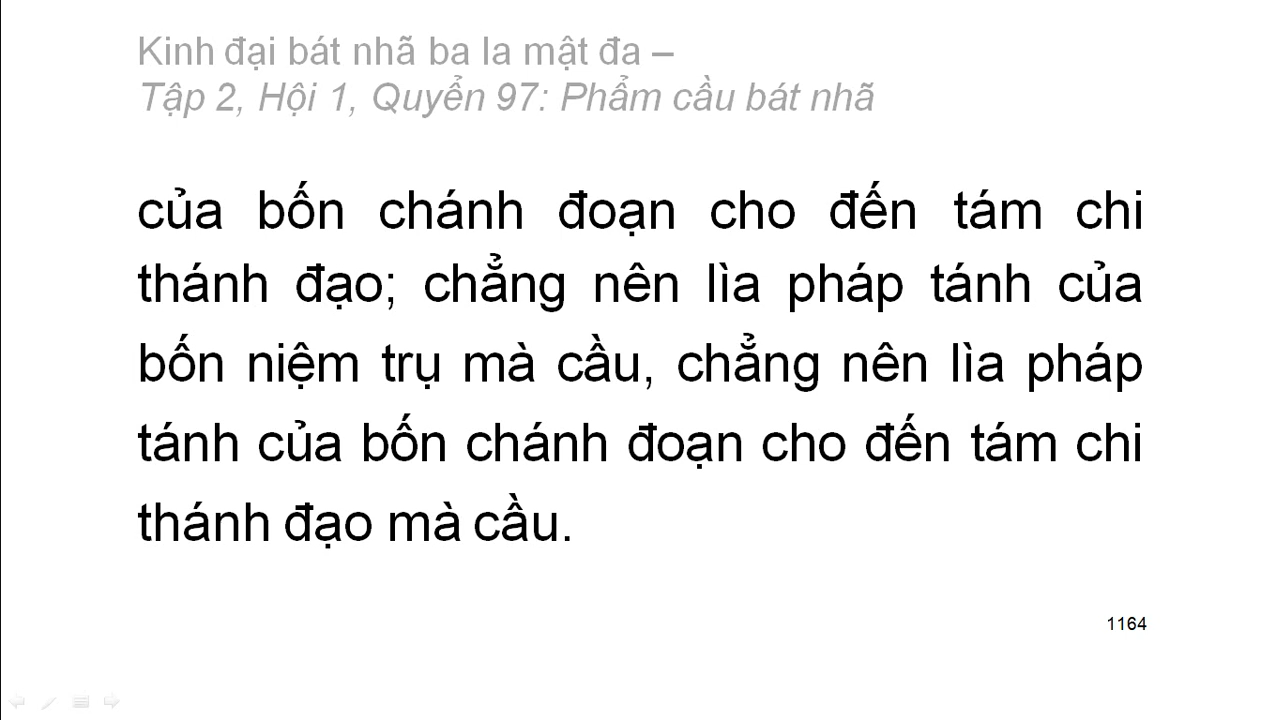 Kinh đại bát nhã ba la mật đa –
Tập 2, Hội 1, Quyển 97: Phẩm cầu bát nhã
của bốn chánh đoạn cho đến tám chi
thánh đạo; chẳng nên lìa pháp tánh của
bốn niệm trụ mà cầu, chẳng nên lìa pháp
tánh của bốn chánh đoạn cho đến tám chi
thánh đạo mà cầu.
1164